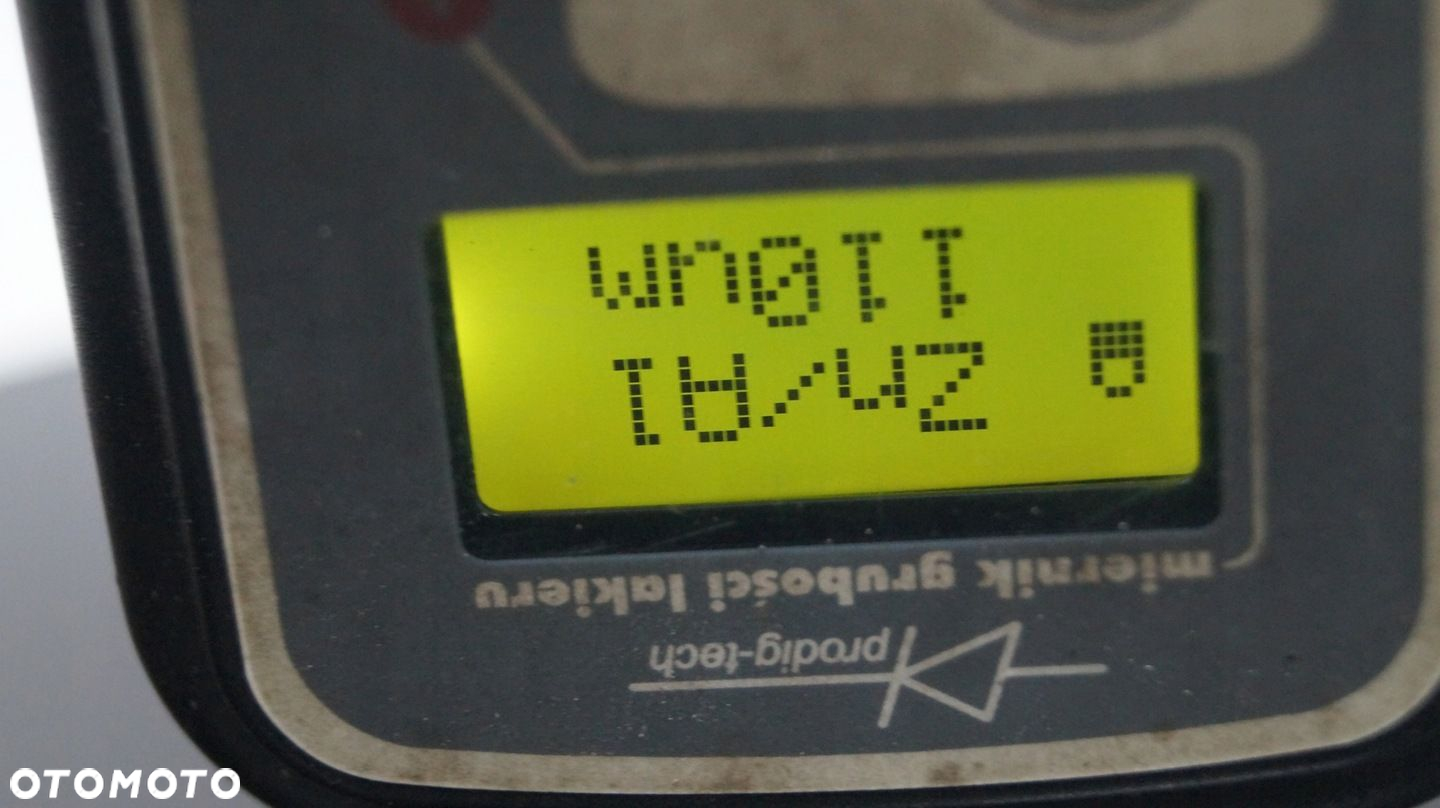 prodig-tech
miernik grubości lakieru
Zn/Al
110um
OTOMOTO